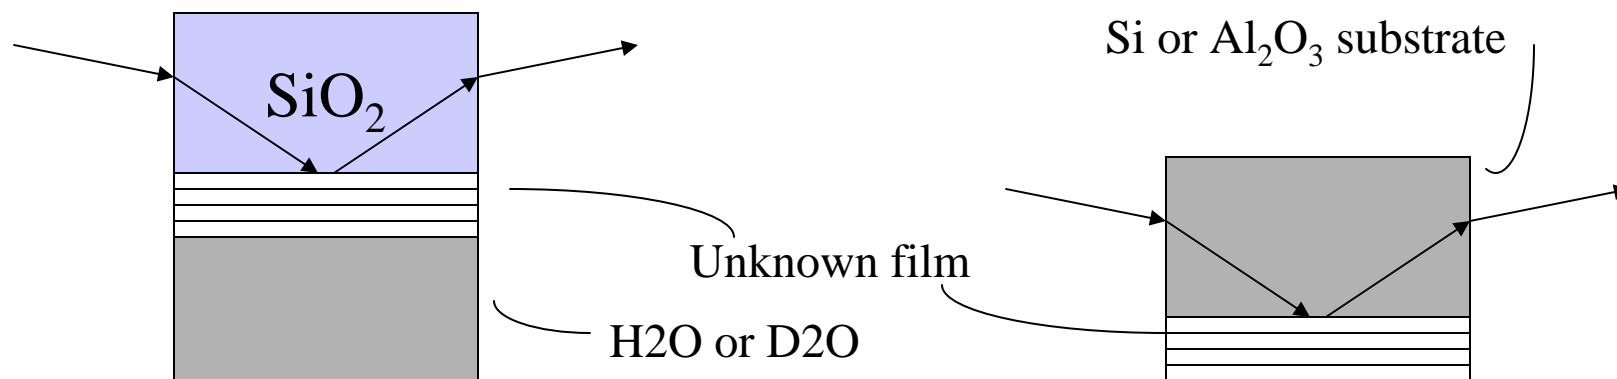 Si or Al₂O₃ substrate
SiO₂
Unknown film
H2O or D2O